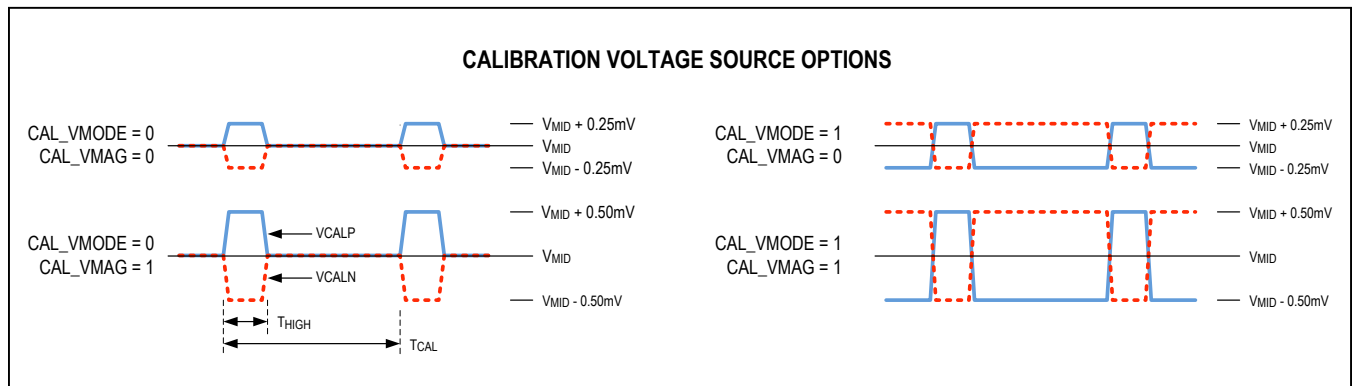 CALIBRATION VOLTAGE SOURCE OPTIONS
CAL_VMODE = 0
CAL_VMAG = 0
VMID + 0.25mV
VMID
VMID - 0.25mV
CAL_VMODE = 0
CAL_VMAG = 1
VCALP
VCALN
VMID + 0.50mV
VMID
VMID - 0.50mV
THIGH
TCAL
CAL_VMODE = 1
CAL_VMAG = 0
VMID + 0.25mV
VMID
VMID - 0.25mV
CAL_VMODE = 1
CAL_VMAG = 1
VMID + 0.50mV
VMID
VMID - 0.50mV